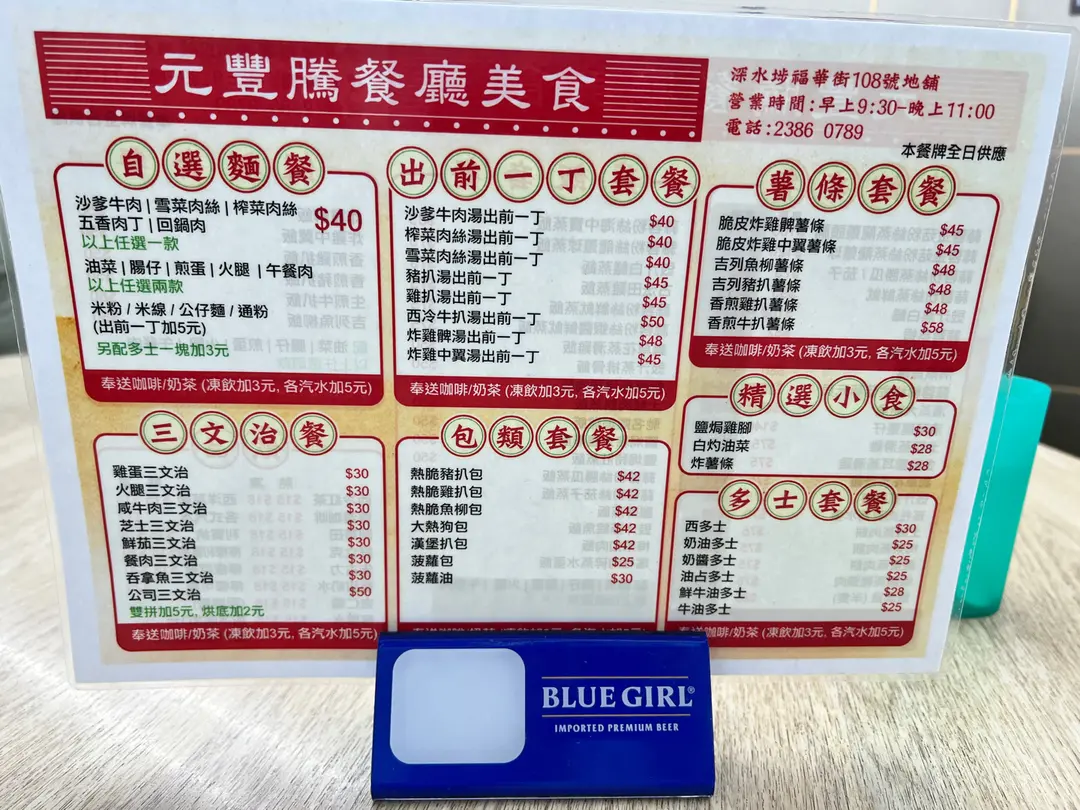 元豐騰餐廳美食
深水埗福華街108號地舖
營業時間:早上9:30-晚上11:00
電話:2386 0789
本餐牌全日供應
自選麵餐
沙爹牛肉|雪菜肉絲|榨菜肉絲
五香肉丁|回鍋肉
$40
以上任選一款
油菜|腸仔|煎蛋|火腿|午餐肉
以上任選兩款
米粉/米線/公仔麵/通粉
(出前一丁加5元)
另配多士一塊加3元
奉送咖啡/奶茶 (凍飲加3元, 各汽水加5元)
出前一丁套餐
沙爹牛肉湯出前一丁 $40
榨菜肉絲湯出前一丁 $40
雪菜肉絲湯出前一丁 $40
豬扒湯出前一丁 $45
雞扒湯出前一丁 $45
西冷牛扒湯出前一丁 $50
炸雞髀湯出前一丁 $48
炸雞中翼湯出前一丁 $45
奉送咖啡/奶茶 (凍飲加3元, 各汽水加5元)
薯條套餐
脆皮炸雞髀薯條 $45
脆皮炸雞中翼薯條 $45
吉列魚柳薯條 $48
吉列豬扒薯條 $48
香煎雞扒薯條 $48
香煎牛扒薯條 $58
奉送咖啡/奶茶 (凍飲加3元, 各汽水加5元)
精選小食
鹽焗雞腳 $30
白灼油菜 $28
炸薯條 $28
三文治餐
雞蛋三文治 $30
火腿三文治 $30
咸牛肉三文治 $30
芝士三文治 $30
鮮茄三文治 $30
餐肉三文治 $30
吞拿魚三文治 $30
公司三文治 $50
雙拼加5元, 烘底加2元
奉送咖啡/奶茶 (凍飲加3元, 各汽水加5元)
包類套餐
熱脆豬扒包 $42
熱脆雞扒包 $42
熱脆魚柳包 $42
大熱狗包 $42
漢堡扒包 $42
菠蘿包 $25
菠蘿油 $30
多士套餐
西多士 $30
奶油多士 $25
奶醬多士 $25
油占多士 $25
鮮牛油多士 $28
牛油多士 $25
奉送咖啡/奶茶 (凍飲加3元, 各汽水加5元)
BLUE GIRL®
IMPORTED PREMIUM BEER